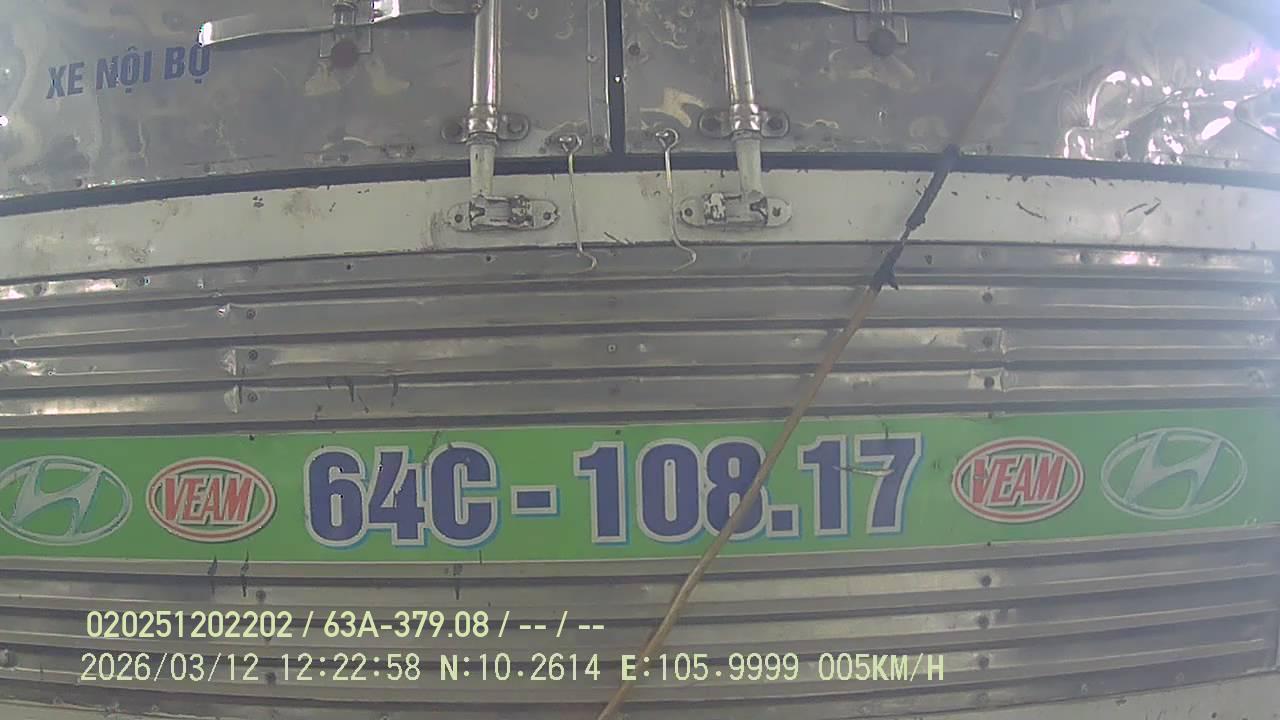 XE NỘI BỘ
VEAM 64C-108.17 VEAM
020251202202 / 63A-379.08 / -- / --
2026/03/12 12:22:58 N:10.2614 E:105.9999 005KM/H